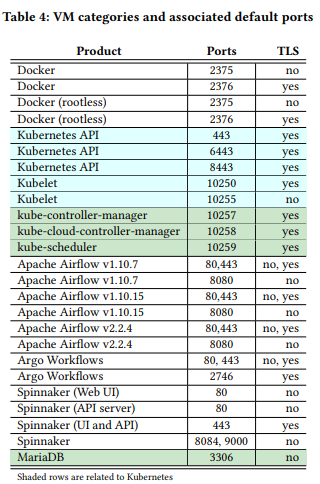 Table 4: VM categories and associated default ports
Product Ports TLS
Docker 2375 no
Docker 2376 yes
Docker (rootless) 2375 no
Docker (rootless) 2376 yes
Kubernetes API 443 yes
Kubernetes API 6443 yes
Kubernetes API 8443 yes
Kubelet 10250 yes
Kubelet 10255 no
kube-controller-manager 10257 yes
kube-cloud-controller-manager 10258 yes
kube-scheduler 10259 yes
Apache Airflow v1.10.7 80,443 no, yes
Apache Airflow v1.10.7 8080 no
Apache Airflow v1.10.15 80,443 no, yes
Apache Airflow v1.10.15 8080 no
Apache Airflow v2.2.4 80,443 no, yes
Apache Airflow v2.2.4 8080 no
Argo Workflows 80, 443 no, yes
Argo Workflows 2746 yes
Spinnaker (Web UI) 80 no
Spinnaker (API server) 80 no
Spinnaker (UI and API) 443 yes
Spinnaker 8084, 9000 no
MariaDB 3306 no
Shaded rows are related to Kubernetes